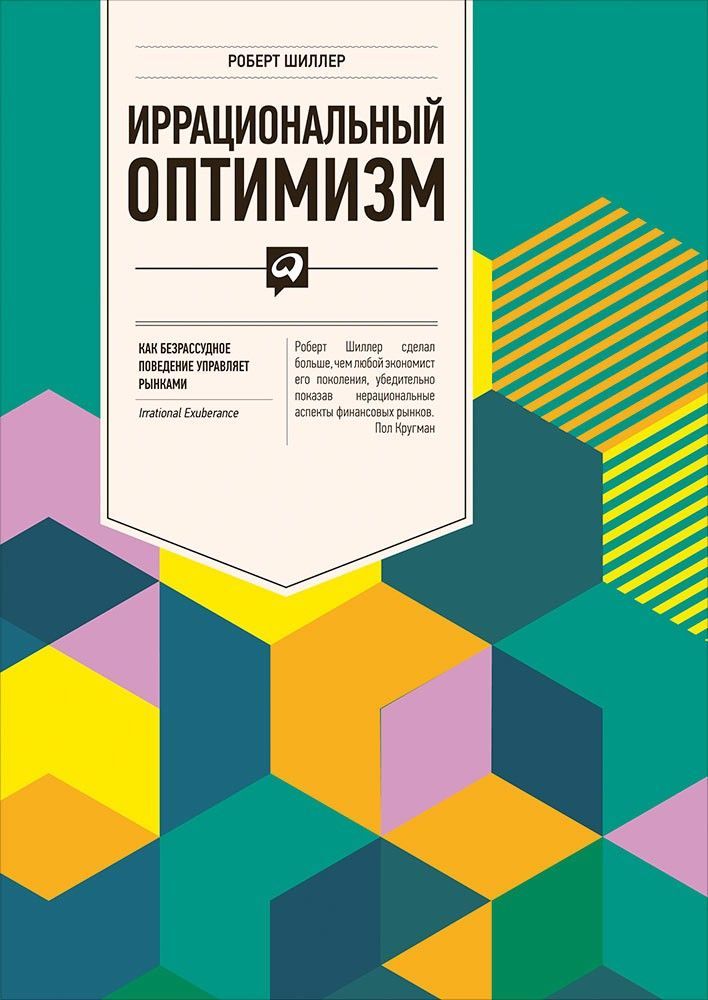 РОБЕРТ ШИЛЛЕР
ИРРАЦИОНАЛЬНЫЙ
ОПТИМИЗМ
КАК БЕЗРАССУДНОЕ
ПОВЕДЕНИЕ УПРАВЛЯЕТ
РЫНКАМИ
Irrational Exuberance
Роберт Шиллер сделал
больше, чем любой экономист
его поколения, убедительно
показав нерациональные
аспекты финансовых рынков.
Пол Кругман